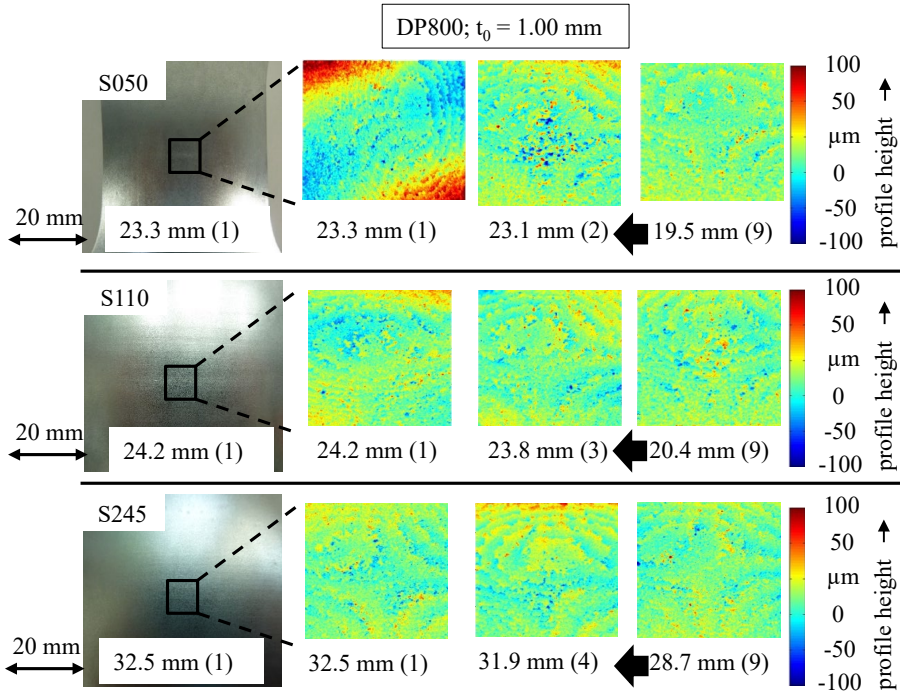 DP800; t0 = 1.00 mm
S050
20 mm
23.3 mm (1)
23.3 mm (1)
23.1 mm (2)
19.5 mm (9)
100
50
µm
0
-50
-100
profile height
S110
20 mm
24.2 mm (1)
24.2 mm (1)
23.8 mm (3)
20.4 mm (9)
100
50
µm
0
-50
-100
profile height
S245
20 mm
32.5 mm (1)
32.5 mm (1)
31.9 mm (4)
28.7 mm (9)
100
50
µm
0
-50
-100
profile height